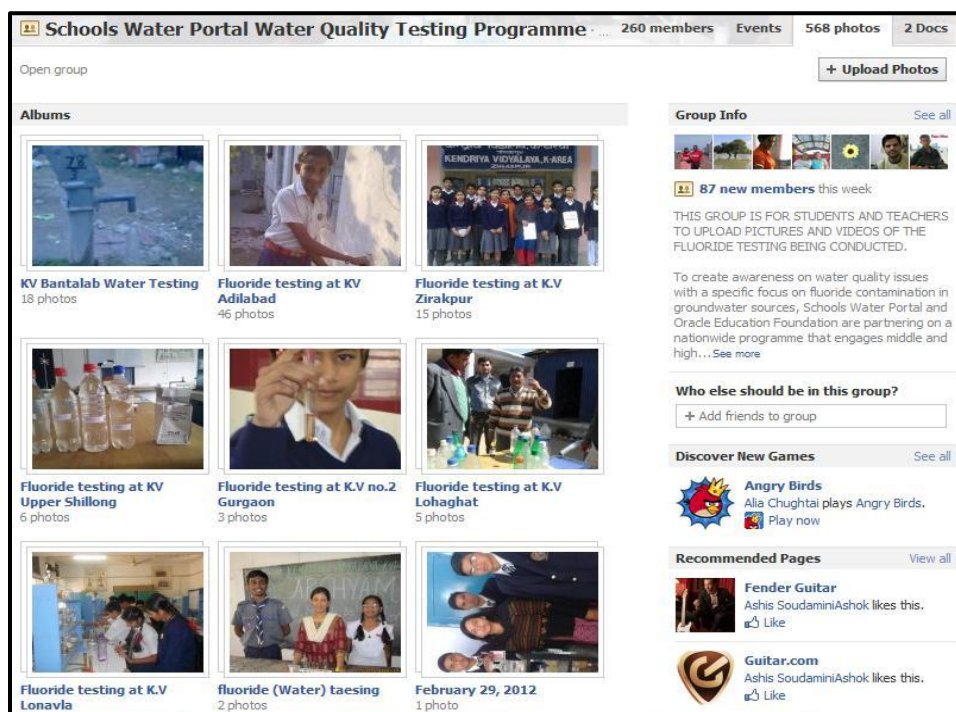 Schools Water Portal Water Quality Testing Programme · ...
260 members
Events
568 photos
2 Docs
Open group
+ Upload Photos
Albums
78
KV Bantalab Water Testing
18 photos
Fluoride testing at KV
Adilabad
46 photos
KENDRIYA VIDYALAYA, K-AREA
ZIRAKPUR
Fluoride testing at K.V
Zirakpur
15 photos
Fluoride testing at KV
Upper Shillong
6 photos
Fluoride testing at K.V no.2
Gurgaon
3 photos
Fluoride testing at K.V
Lohaghat
5 photos
Fluoride testing at K.V
Lonavla
ARGHYAM
fluoride (Water) taesing
2 photos
February 29, 2012
1 photo
Group Info
See all
87 new members this week
THIS GROUP IS FOR STUDENTS AND TEACHERS
TO UPLOAD PICTURES AND VIDEOS OF THE
FLUORIDE TESTING BEING CONDUCTED.
To create awareness on water quality issues
with a specific focus on fluoride contamination in
groundwater sources, Schools Water Portal and
Oracle Education Foundation are partnering on a
nationwide programme that engages middle and
high... See more
Who else should be in this group?
+ Add friends to group
Discover New Games
See all
Angry Birds
Alia Chughtai plays Angry Birds.
Play now
Recommended Pages
View all
Fender Guitar
Ashis SoudaminiAshok likes this.
Like
Guitar.com
Ashis SoudaminiAshok likes this.
Like